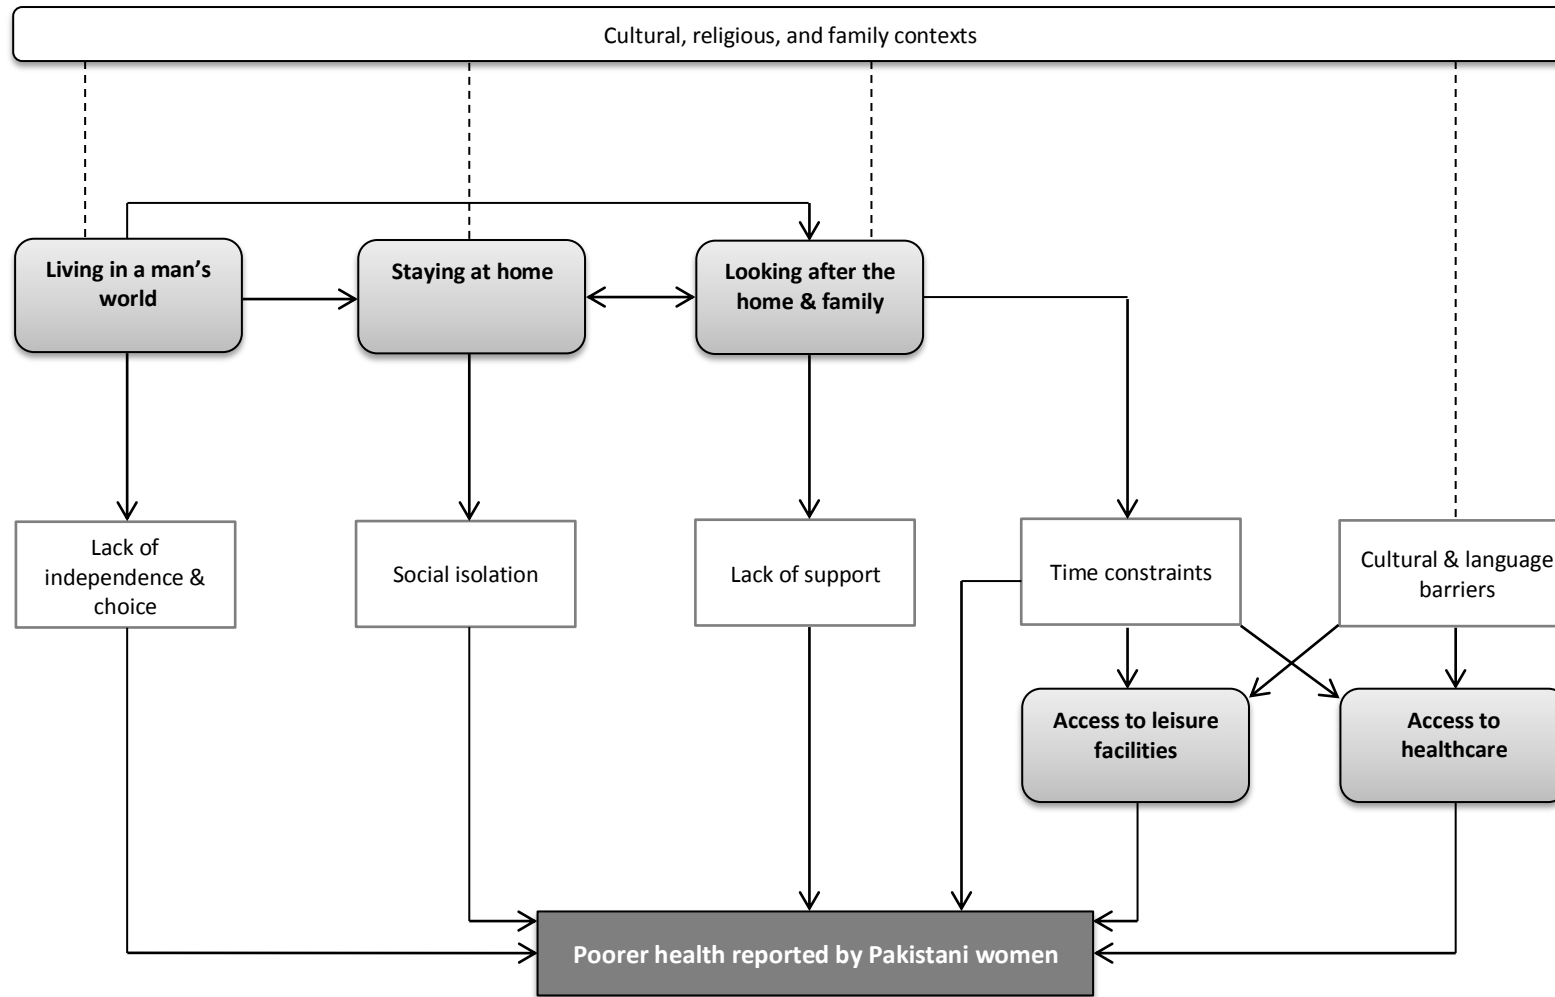 Cultural, religious, and family contexts
Living in a man’s
world
Staying at home
Looking after the
home & family
Lack of
independence &
choice
Social isolation
Lack of support
Time constraints
Cultural & language
barriers
Access to leisure
facilities
Access to
healthcare
Poorer health reported by Pakistani women